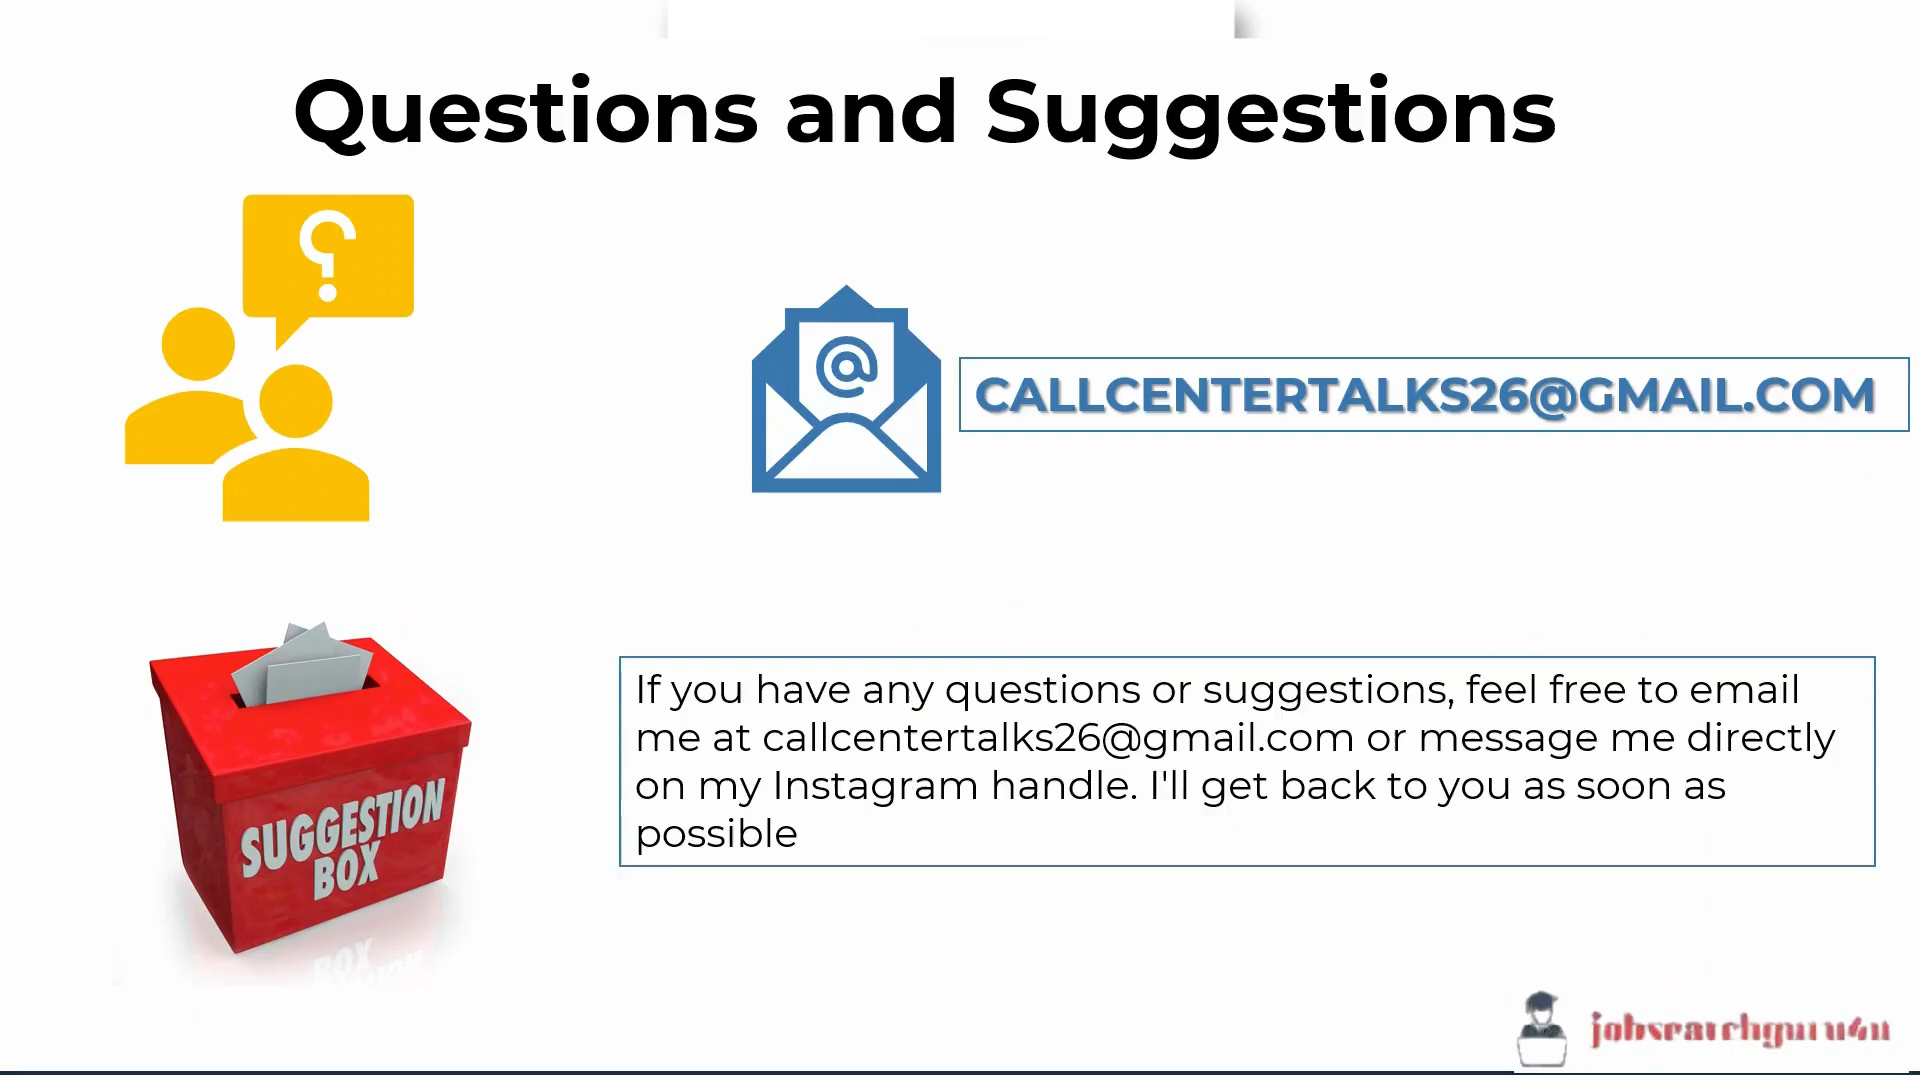 Questions and Suggestions
?
@
CALLCENTERTALKS26@GMAIL.COM
SUGGESTION
BOX
If you have any questions or suggestions, feel free to email
me at callcentertalks26@gmail.com or message me directly
on my Instagram handle. I'll get back to you as soon as
possible
jobsearchguru4u